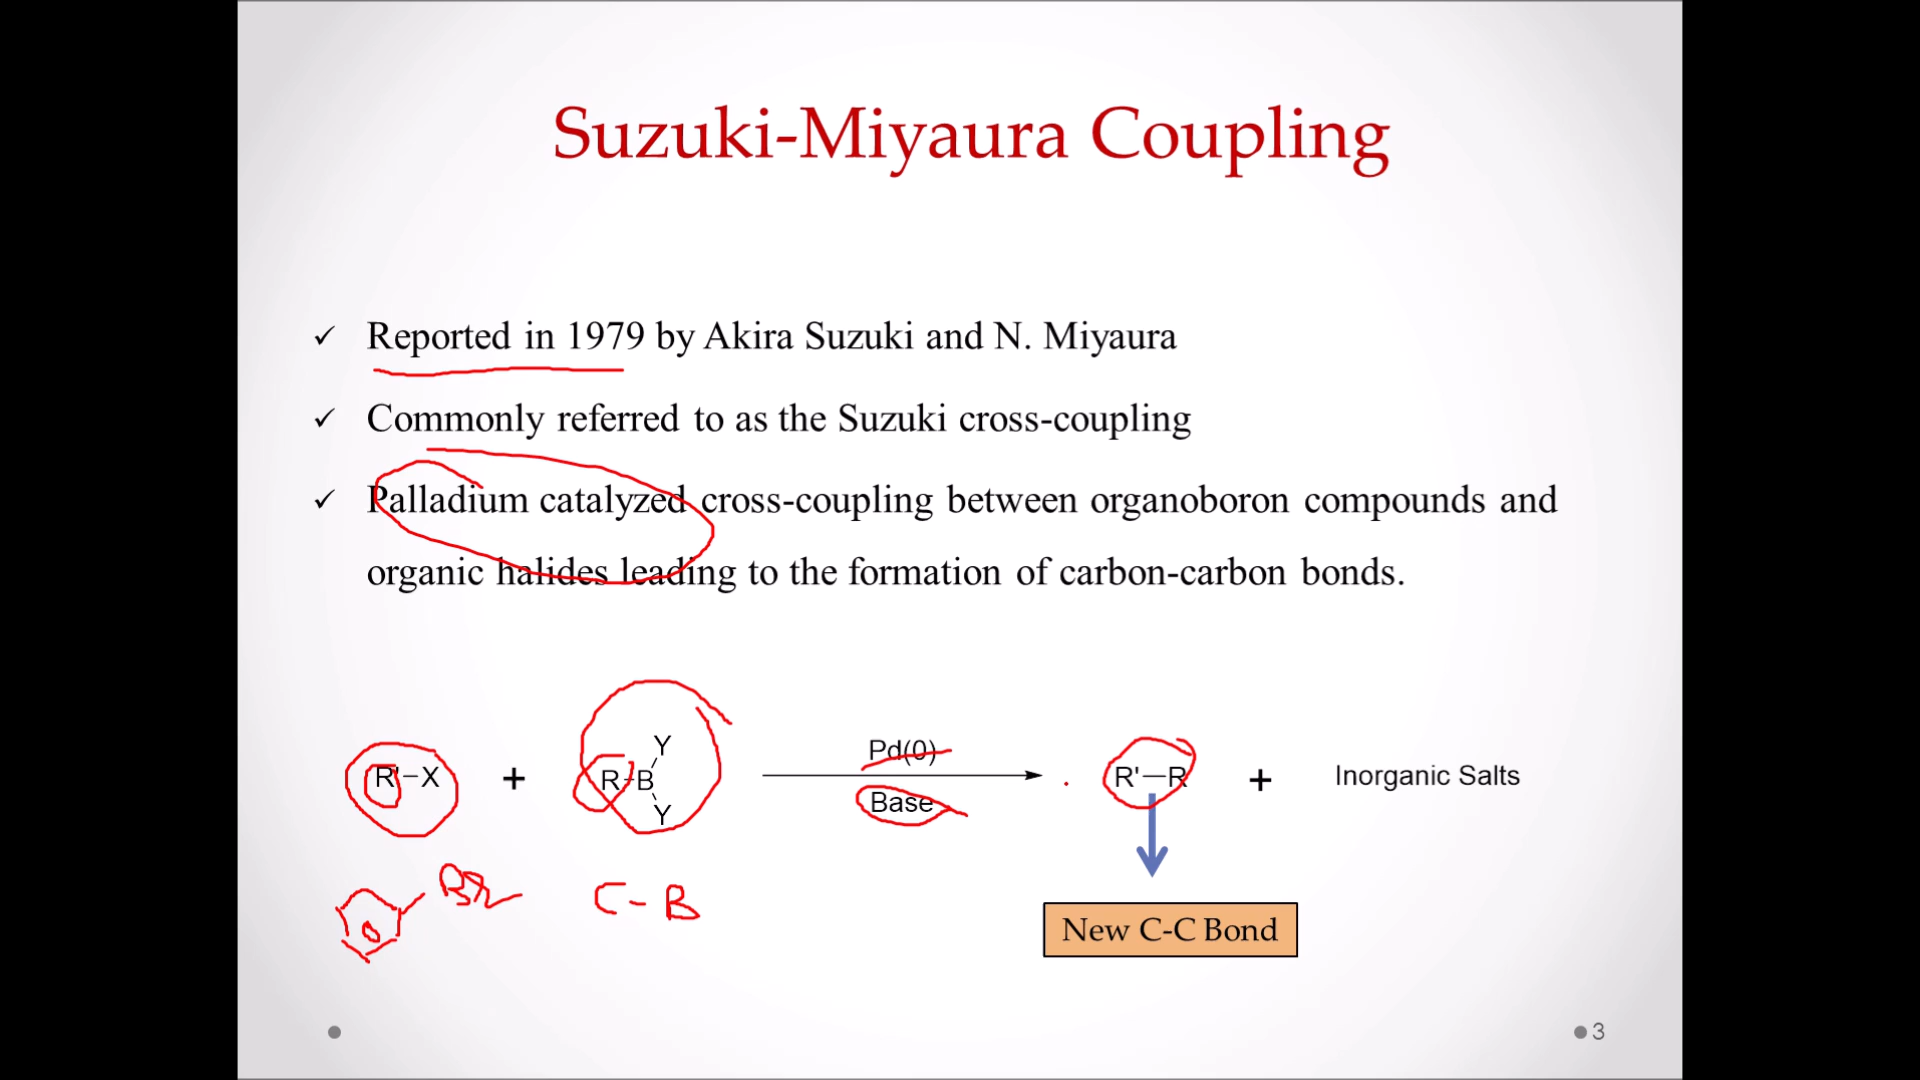 Suzuki-Miyaura Coupling
✓ Reported in 1979 by Akira Suzuki and N. Miyaura
✓ Commonly referred to as the Suzuki cross-coupling
✓ Palladium catalyzed cross-coupling between organoboron compounds and
organic halides leading to the formation of carbon-carbon bonds.
Y
Pd(0)
R'-X + R-B R'-R + Inorganic Salts
Base
Y
Br
C-B
New C-C Bond
3